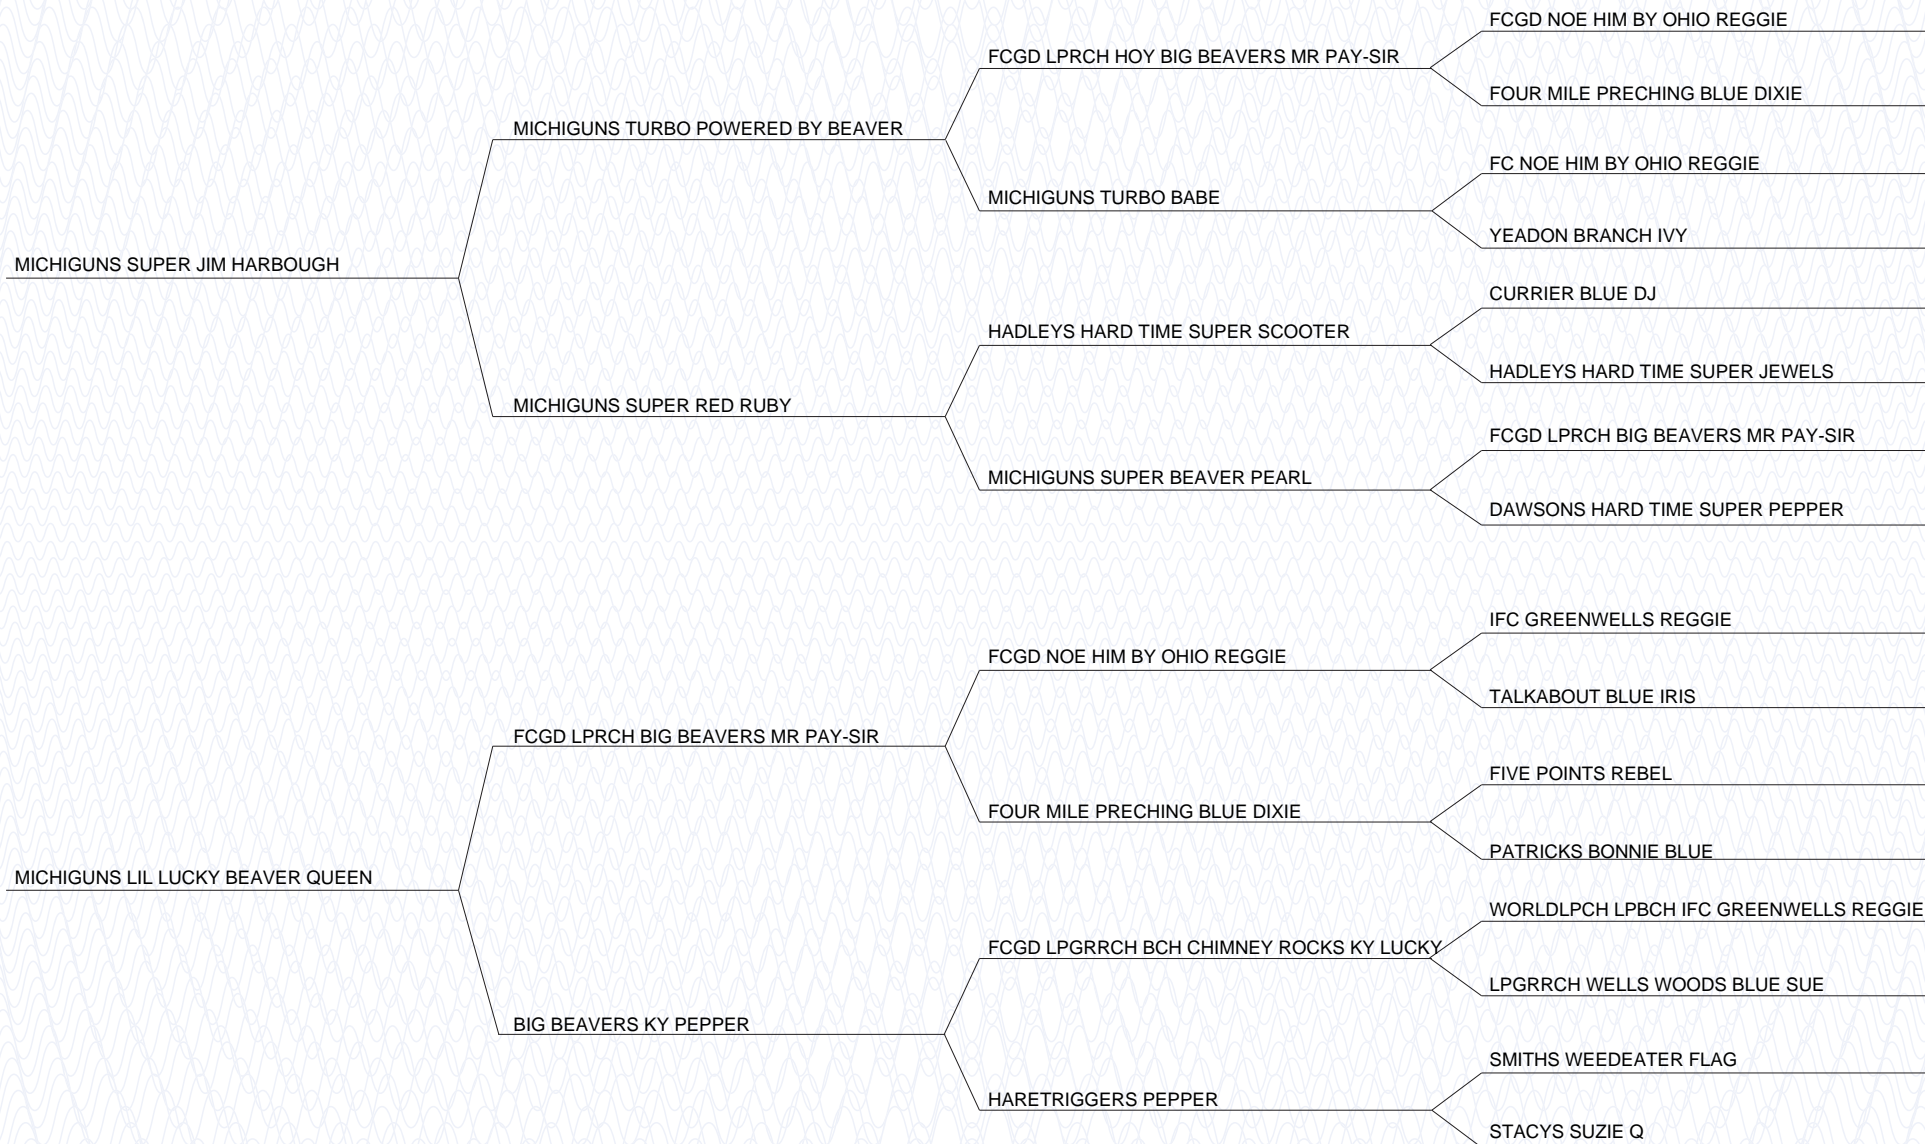 FCGD NOE HIM BY OHIO REGGIE
FCGD LPRCH HOY BIG BEAVERS MR PAY-SIR
FOUR MILE PRECHING BLUE DIXIE
MICHIGUNS TURBO POWERED BY BEAVER
FC NOE HIM BY OHIO REGGIE
MICHIGUNS TURBO BABE
YEADON BRANCH IVY
MICHIGUNS SUPER JIM HARBOUGH
CURRIER BLUE DJ
HADLEYS HARD TIME SUPER SCOOTER
HADLEYS HARD TIME SUPER JEWELS
MICHIGUNS SUPER RED RUBY
FCGD LPRCH BIG BEAVERS MR PAY-SIR
MICHIGUNS SUPER BEAVER PEARL
DAWSONS HARD TIME SUPER PEPPER
IFC GREENWELLS REGGIE
FCGD NOE HIM BY OHIO REGGIE
TALKABOUT BLUE IRIS
FCGD LPRCH BIG BEAVERS MR PAY-SIR
FIVE POINTS REBEL
FOUR MILE PRECHING BLUE DIXIE
PATRICKS BONNIE BLUE
MICHIGUNS LIL LUCKY BEAVER QUEEN
WORLDLPCH LPBCH IFC GREENWELLS REGGIE
FCGD LPGRRCH BCH CHIMNEY ROCKS KY LUCKY
LPGRRCH WELLS WOODS BLUE SUE
BIG BEAVERS KY PEPPER
SMITHS WEEDEATER FLAG
HARETRIGGERS PEPPER
STACYS SUZIE Q